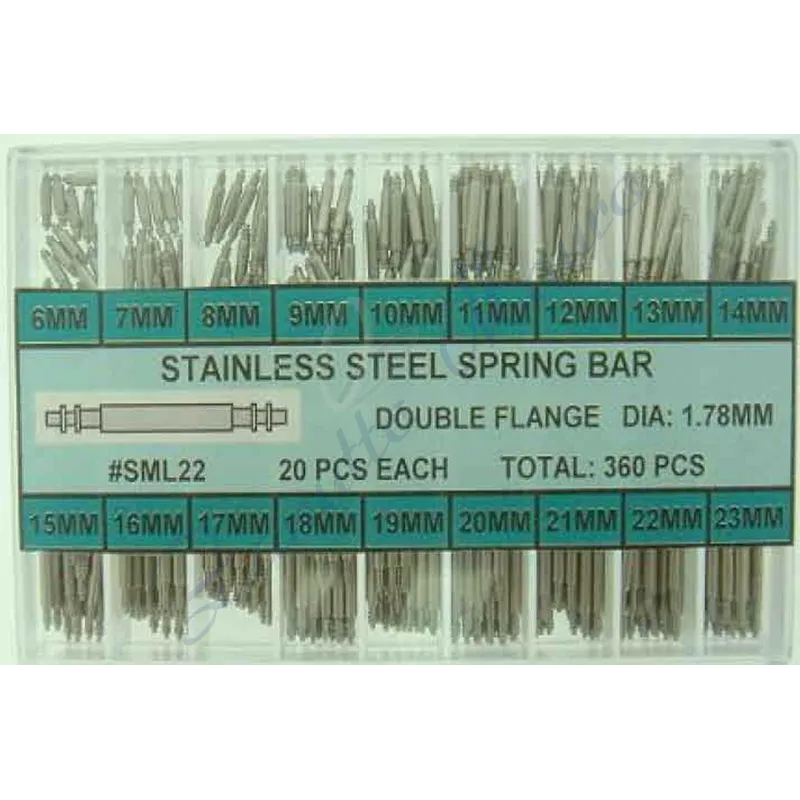 6MM 7MM 8MM 9MM 10MM 11MM 12MM 13MM 14MM
STAINLESS STEEL SPRING BAR
DOUBLE FLANGE DIA: 1.78MM
#SML22 20 PCS EACH TOTAL: 360 PCS
15MM 16MM 17MM 18MM 19MM 20MM 21MM 22MM 23MM